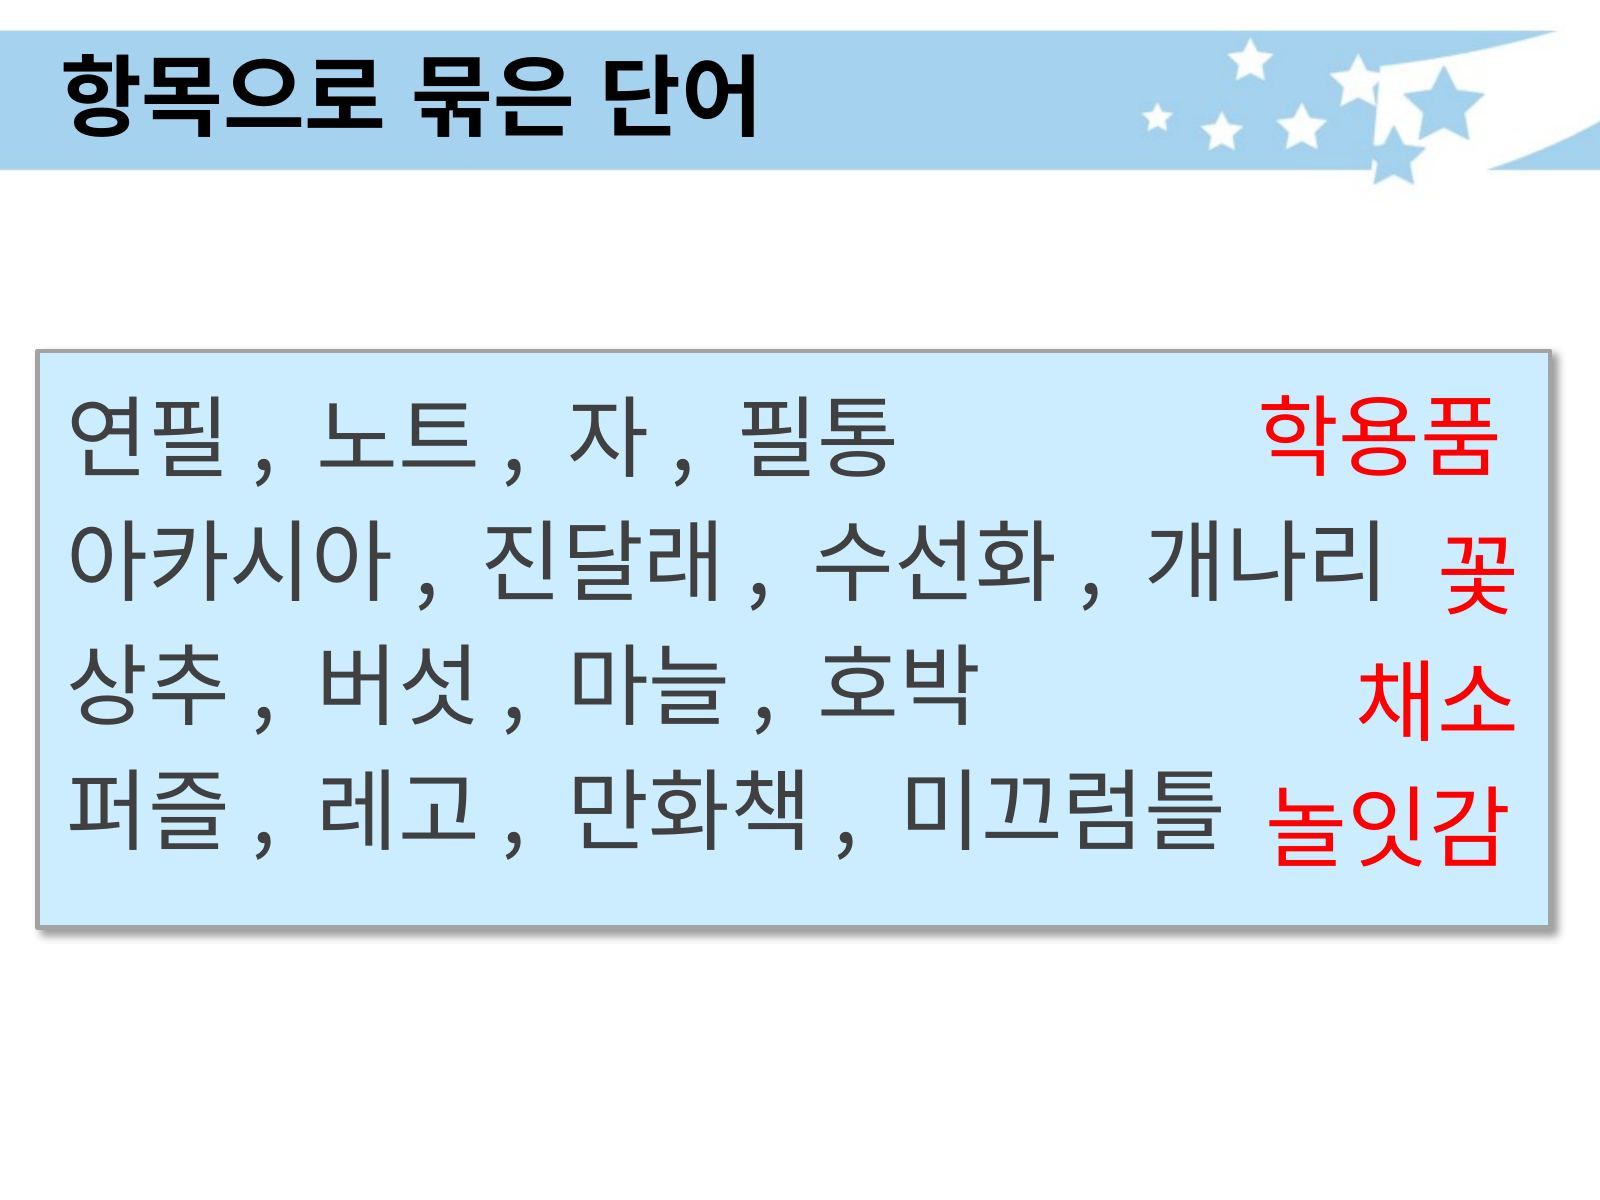 항목으로 묶은 단어
연필 , 노트 , 자 , 필통 학용품
아카시아 , 진달래 , 수선화 , 개나리 꽃
상추 , 버섯 , 마늘 , 호박 채소
퍼즐 , 레고 , 만화책 , 미끄럼틀 놀잇감